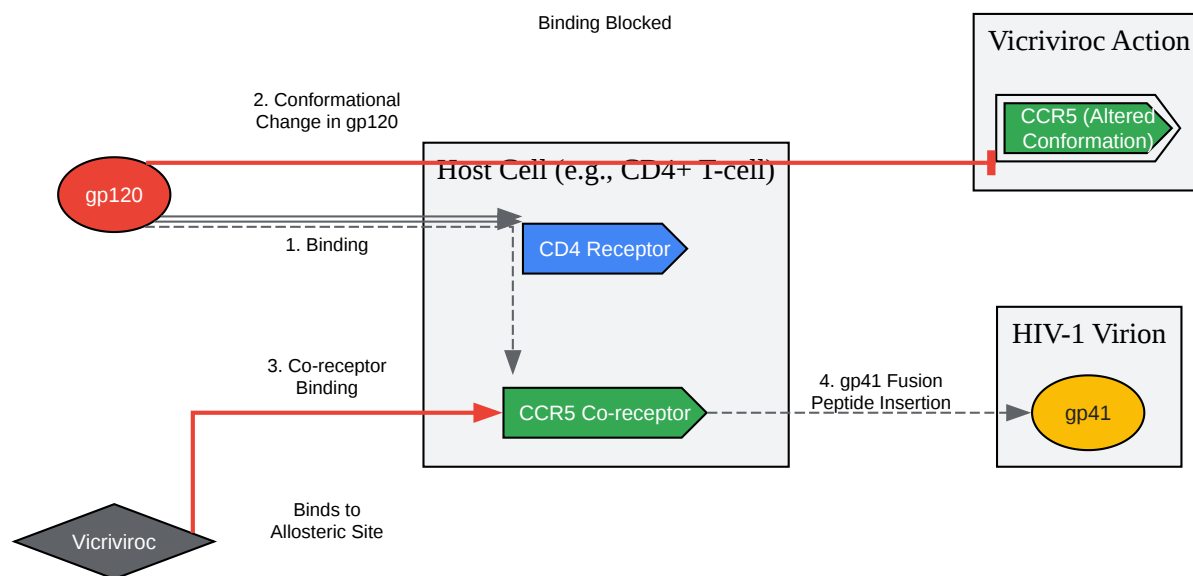 Binding Blocked
Vicriviroc Action
CCR5 (Altered
Conformation)
2. Conformational
Change in gp120
Host Cell (e.g., CD4+ T-cell)
gp120
1. Binding
CD4 Receptor
HIV-1 Virion
3. Co-receptor
Binding
CCR5 Co-receptor
4. gp41 Fusion
Peptide Insertion
gp41
Binds to
Allosteric Site
Vicriviroc